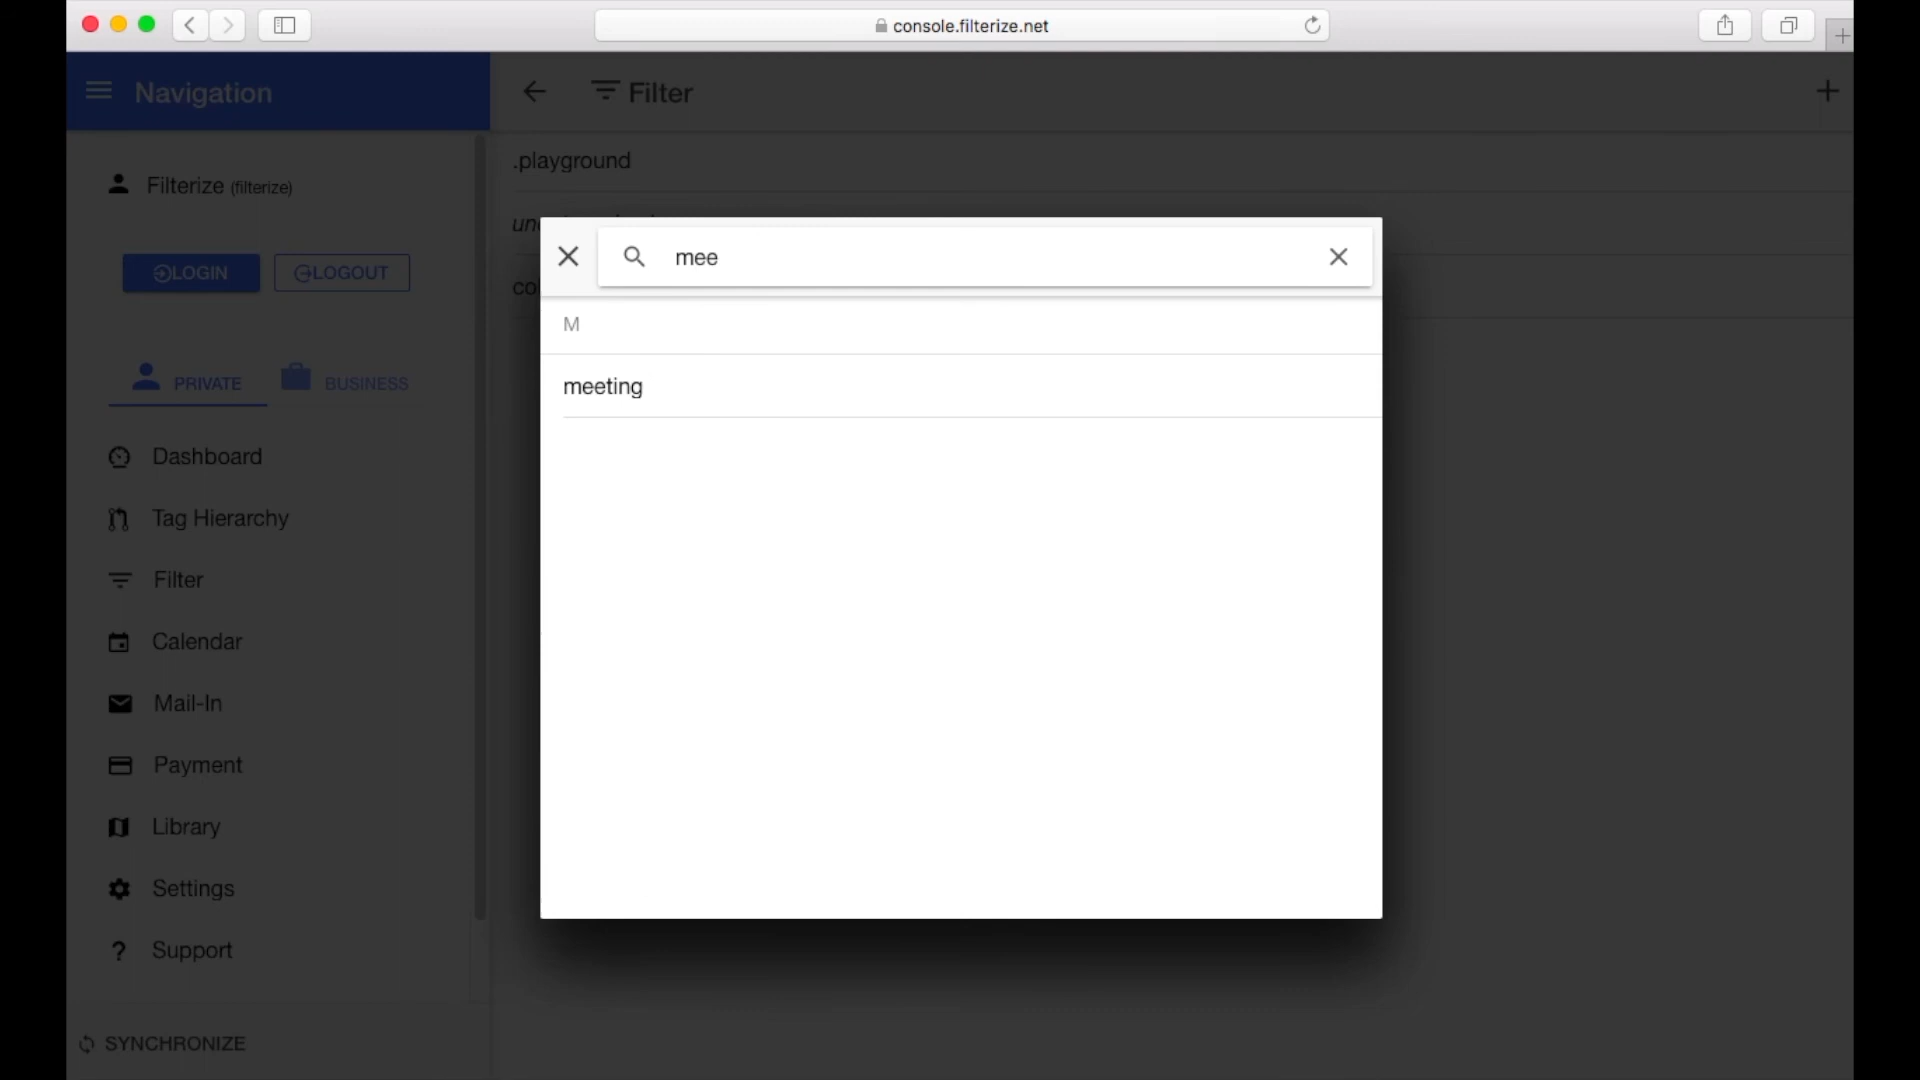 console.filterize.net
Navigation
Filter
Filterize (filterize)
LOGIN
LOGOUT
PRIVATE
BUSINESS
Dashboard
Tag Hierarchy
Filter
Calendar
Mail-In
Payment
Library
Settings
Support
SYNCHRONIZE
.playground
mee
M
meeting